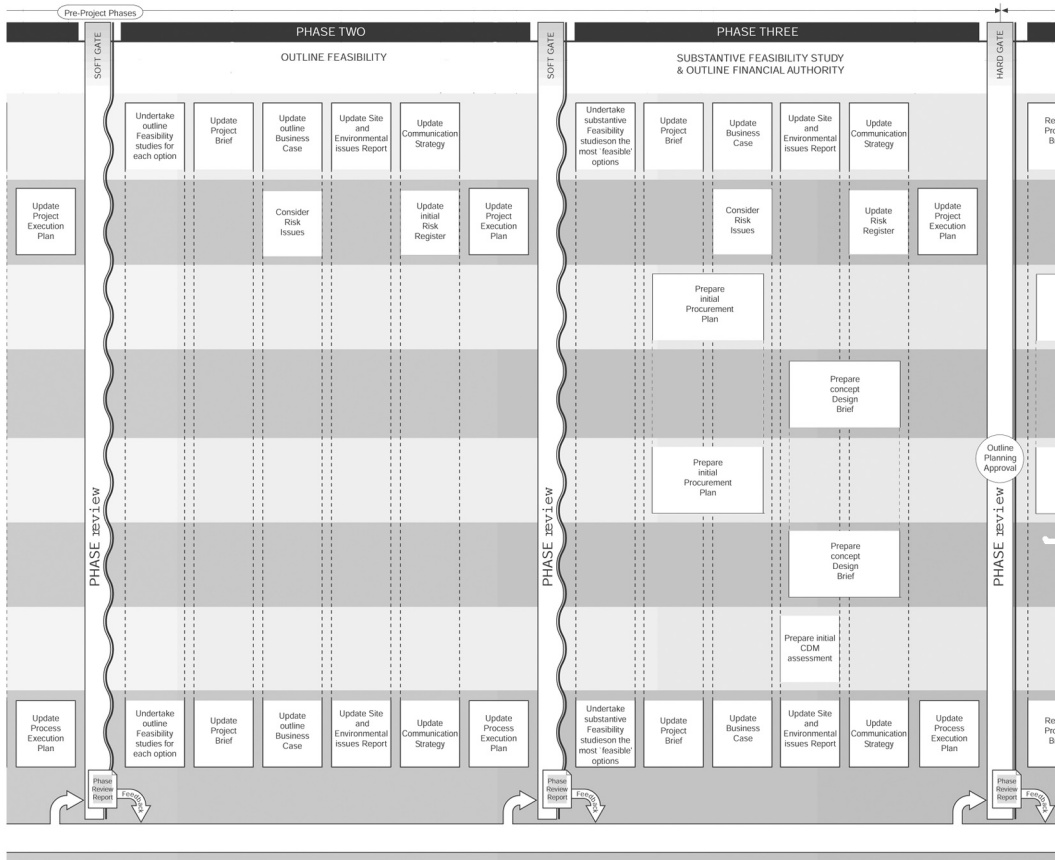 Pre-Project Phases
PHASE TWO
PHASE THREE
SOFT GATE
OUTLINE FEASIBILITY
SOFT GATE
SUBSTANTIVE FEASIBILITY STUDY
& OUTLINE FINANCIAL AUTHORITY
HARD GATE
Undertake
outline
Feasibility
studies for
each option
Update
Project
Brief
Update
outline
Business
Case
Update Site
and
Environmental
issues Report
Update
Communication
Strategy
Undertake
substantive
Feasibility
studieson the
most `feasible'
options
Update
Project
Brief
Update
Business
Case
Update Site
and
Environmental
issues Report
Update
Communication
Strategy
Update
Project
Execution
Plan
Consider
Risk
Issues
Update
initial
Risk
Register
Update
Project
Execution
Plan
Consider
Risk
Issues
Update
Risk
Register
Update
Project
Execution
Plan
Prepare
initial
Procurement
Plan
Prepare
concept
Design
Brief
Outline
Planning
Approval
Prepare
initial
Procurement
Plan
PHASE review
PHASE review
PHASE review
Prepare
concept
Design
Brief
Prepare initial
CDM
assessment
Update
Process
Execution
Plan
Undertake
outline
Feasibility
studies for
each option
Update
Project
Brief
Update
outline
Business
Case
Update Site
and
Environmental
issues Report
Update
Communication
Strategy
Update
Process
Execution
Plan
Undertake
substantive
Feasibility
studieson the
most `feasible'
options
Update
Project
Brief
Update
Business
Case
Update Site
and
Environmental
issues Report
Update
Communication
Strategy
Update
Process
Execution
Plan
Phase
Review
Report
Feedback
Phase
Review
Report
Feedback
Phase
Review
Report
Feedback